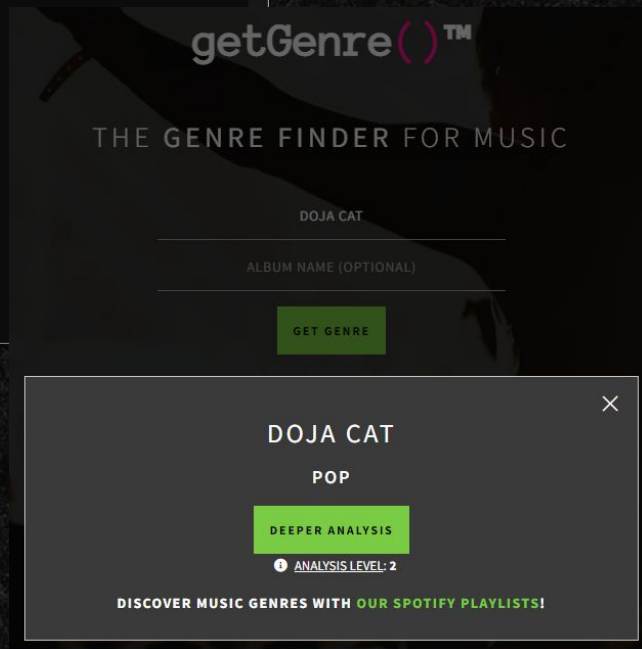 getGenre()™
THE GENRE FINDER FOR MUSIC
DOJA CAT
ALBUM NAME (OPTIONAL)
GET GENRE
DOJA CAT
POP
DEEPER ANALYSIS
ANALYSIS LEVEL: 2
DISCOVER MUSIC GENRES WITH OUR SPOTIFY PLAYLISTS!